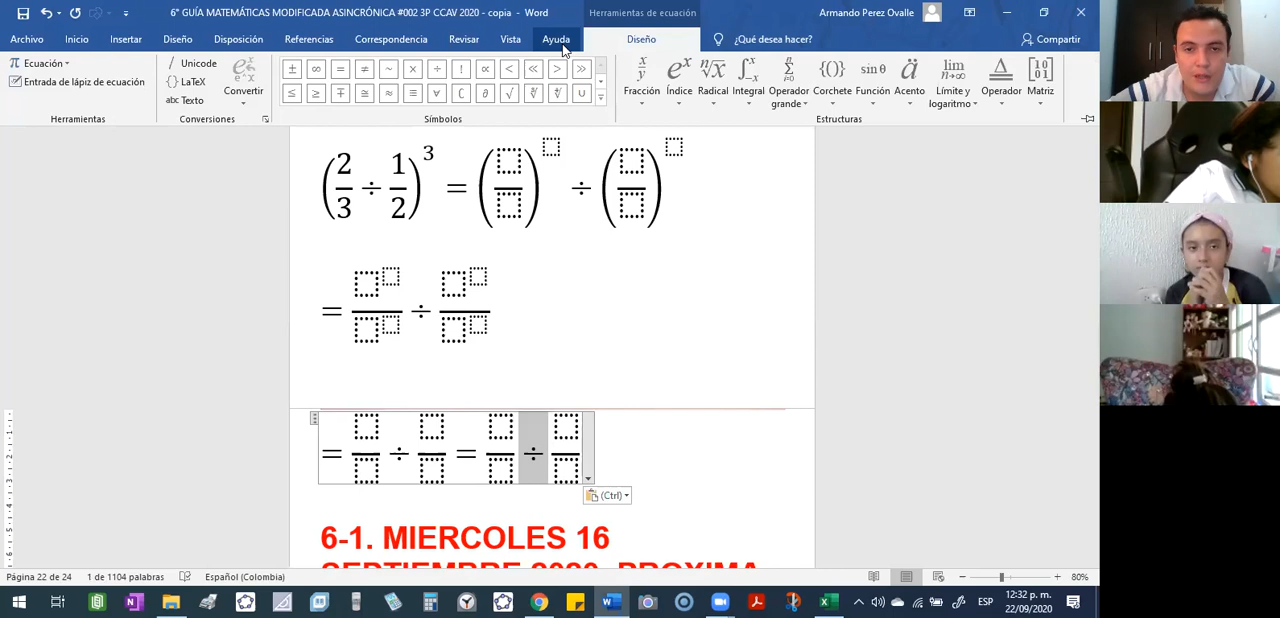 6° GUÍA MATEMÁTICAS MODIFICADA ASINCRÓNICA #002 3P CCAV 2020 - copia - Word
Herramientas de ecuación
Armando Perez Ovalle
Archivo Inicio Insertar Diseño Disposición Referencias Correspondencia Revisar Vista Ayuda Diseño ¿Qué desea hacer? Compartir
π Ecuación
Entrada de lápiz de ecuación
Herramientas
Unicode
{} LaTeX
abc Texto
Convertir
Conversiones
± ∞ = ≠ ~ × ÷ ! ∝ < ≪ > ≫
≤ ≥ ∓ ≅ ≈ ≡ ∀ ∁ ∂ √ ∛ ∜ ∪
Símbolos
Fracción Índice Radical Integral Operador grande Corchete Función Acento Límite y logaritmo Operador Matriz
Estructuras
(2/3 ÷ 1/2)^3 = ( )÷( )
= ÷
= ÷ = ÷
(Ctrl)
6-1. MIERCOLES 16
SEPTIEMBRE 2020. PROXIMA
Página 22 de 24 1 de 1104 palabras Español (Colombia) 80%
ESP 12:32 p. m. 22/09/2020